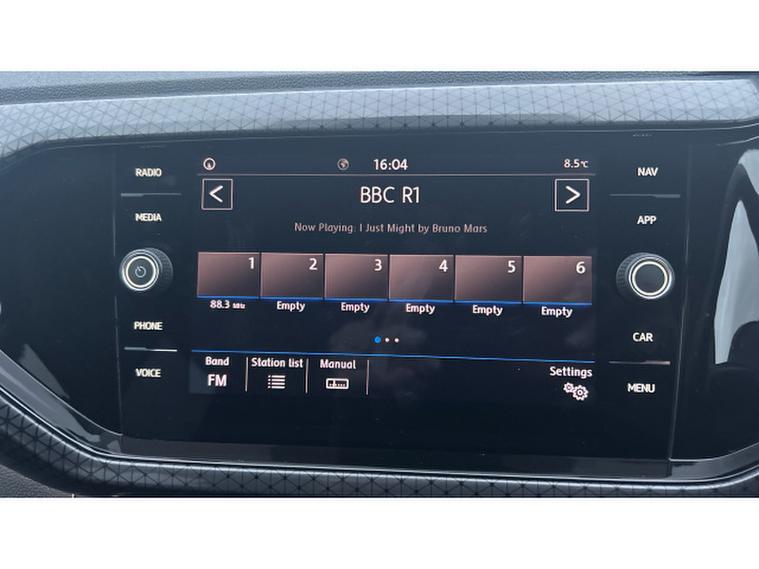 RADIO
MEDIA
PHONE
VOICE
16:04
8.5°C
BBC R1
Now Playing: I Just Might by Bruno Mars
1 2 3 4 5 6
88.3 MHz Empty Empty Empty Empty Empty
Band Station list Manual Settings
FM
NAV
APP
CAR
MENU